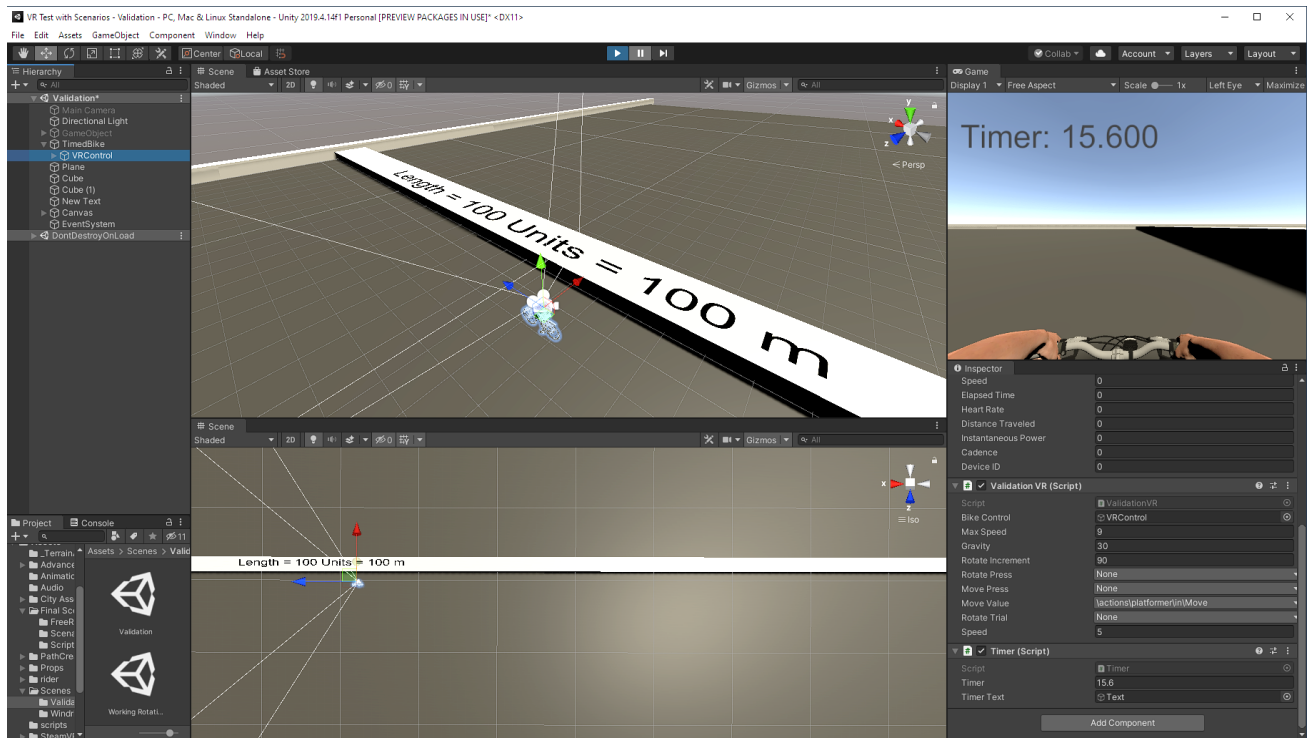 VR Test with Scenarios - Validation - PC, Mac & Linux Standalone - Unity 2019.4.14f1 Personal [PREVIEW PACKAGES IN USE]* <DX11>
File Edit Assets GameObject Component Window Help
Center Local Collab Account Layers Layout
Hierarchy
All
Validation*
Main Camera
Directional Light
GameObject
TimedBike
VRControl
Plane
Cube
Cube (1)
New Text
Canvas
EventSystem
DontDestroyOnLoad
Scene Asset Store
Shaded 2D 0 Gizmos All
y
x
z
Persp
Length = 100 Units = 100 m
Scene
Shaded 2D 0 Gizmos All
x
z
Iso
Length = 100 Units = 100 m
Game
Display 1 Free Aspect Scale 1x Left Eye Maximize
Timer: 15.600
Inspector
Speed 0
Elapsed Time 0
Heart Rate 0
Distance Traveled 0
Instantaneous Power 0
Cadence 0
Device ID 0
Validation VR (Script)
Script ValidationVR
Bike Control VRControl
Max Speed 9
Gravity 30
Rotate Increment 90
Rotate Press None
Move Press None
Move Value \actions\platformer\in\Move
Rotate Trial None
Speed 5
Timer (Script)
Script Timer
Timer 15.6
Timer Text Text
Add Component
Project Console
11
Assets > Scenes > Valid
_Terrain
Advance
Animatic
Audio
City Ass
Final Sc
FreeR
Scena
Script
PathCre
Props
rider
Scenes
Valida
Windr
scripts
SteamV
Validation
Working Rotati...